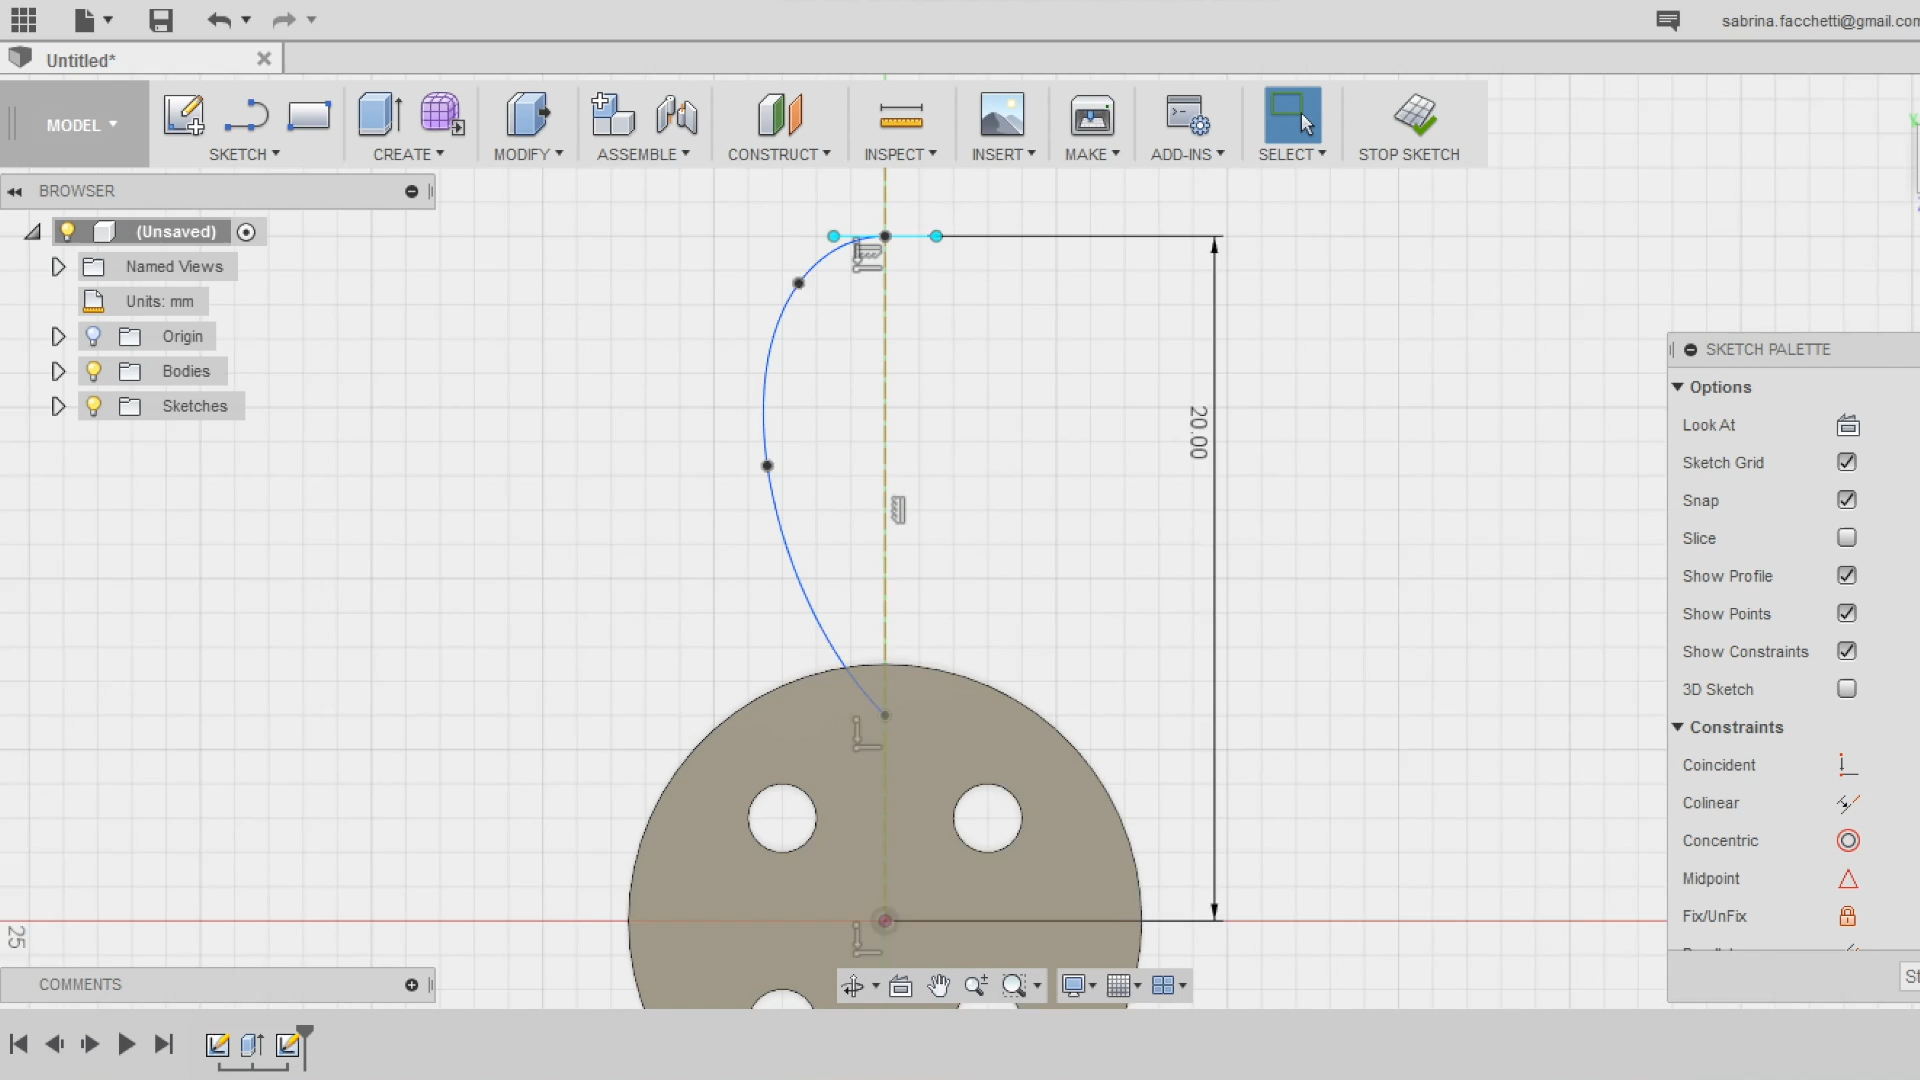 sabrina.facchetti@gmail.com
Untitled*
MODEL
SKETCH
CREATE
MODIFY
ASSEMBLE
CONSTRUCT
INSPECT
INSERT
MAKE
ADD-INS
SELECT
STOP SKETCH
BROWSER
(Unsaved)
Named Views
Units: mm
Origin
Bodies
Sketches
20.00
25
SKETCH PALETTE
Options
Look At
Sketch Grid
Snap
Slice
Show Profile
Show Points
Show Constraints
3D Sketch
Constraints
Coincident
Colinear
Concentric
Midpoint
Fix/UnFix
St
COMMENTS